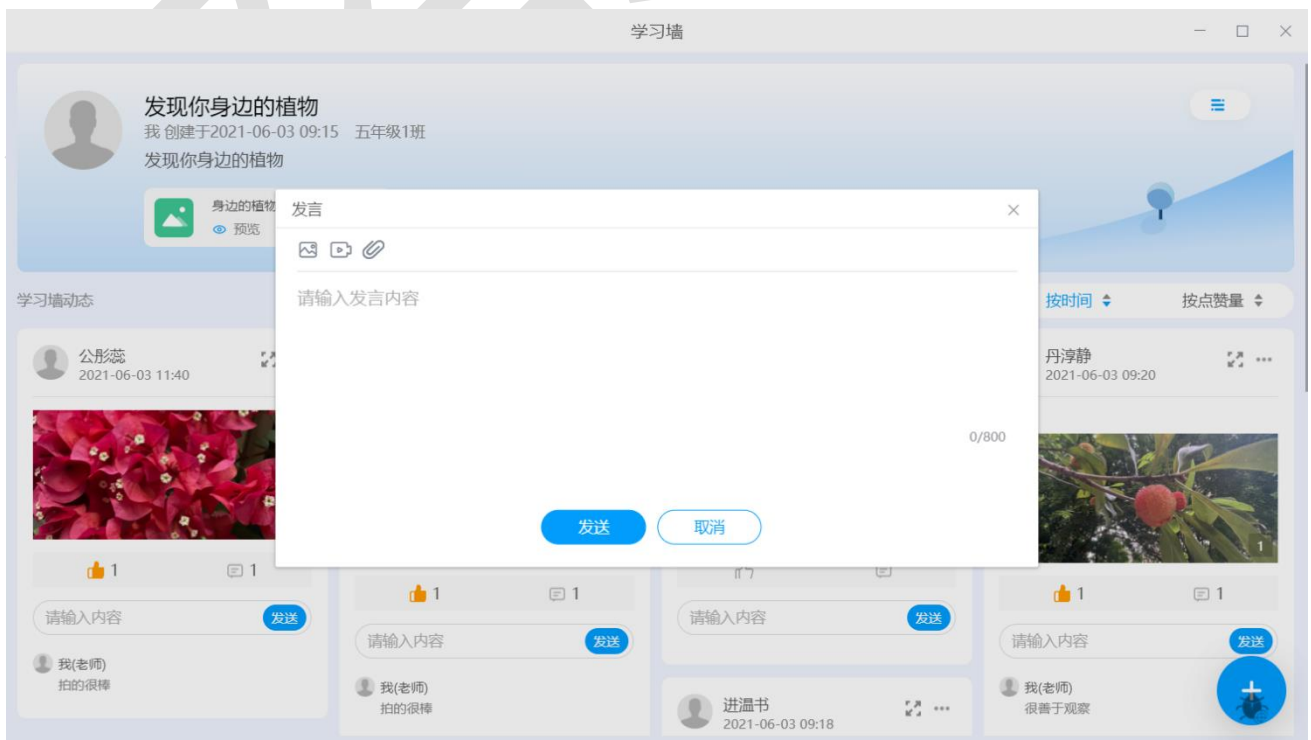 学习墙
发现你身边的植物
我 创建于2021-06-03 09:15 五年级1班
发现你身边的植物
身边的植物
预览
发言
请输入发言内容
0/800
发送 取消
学习墙动态
按时间 按点赞量
公彤蕊
2021-06-03 11:40
1 1
请输入内容 发送
我(老师)
拍的很棒
1 1
请输入内容 发送
我(老师)
拍的很棒
请输入内容 发送
进温书
2021-06-03 09:18
丹淳静
2021-06-03 09:20
1
1 1
请输入内容 发送
我(老师)
很善于观察